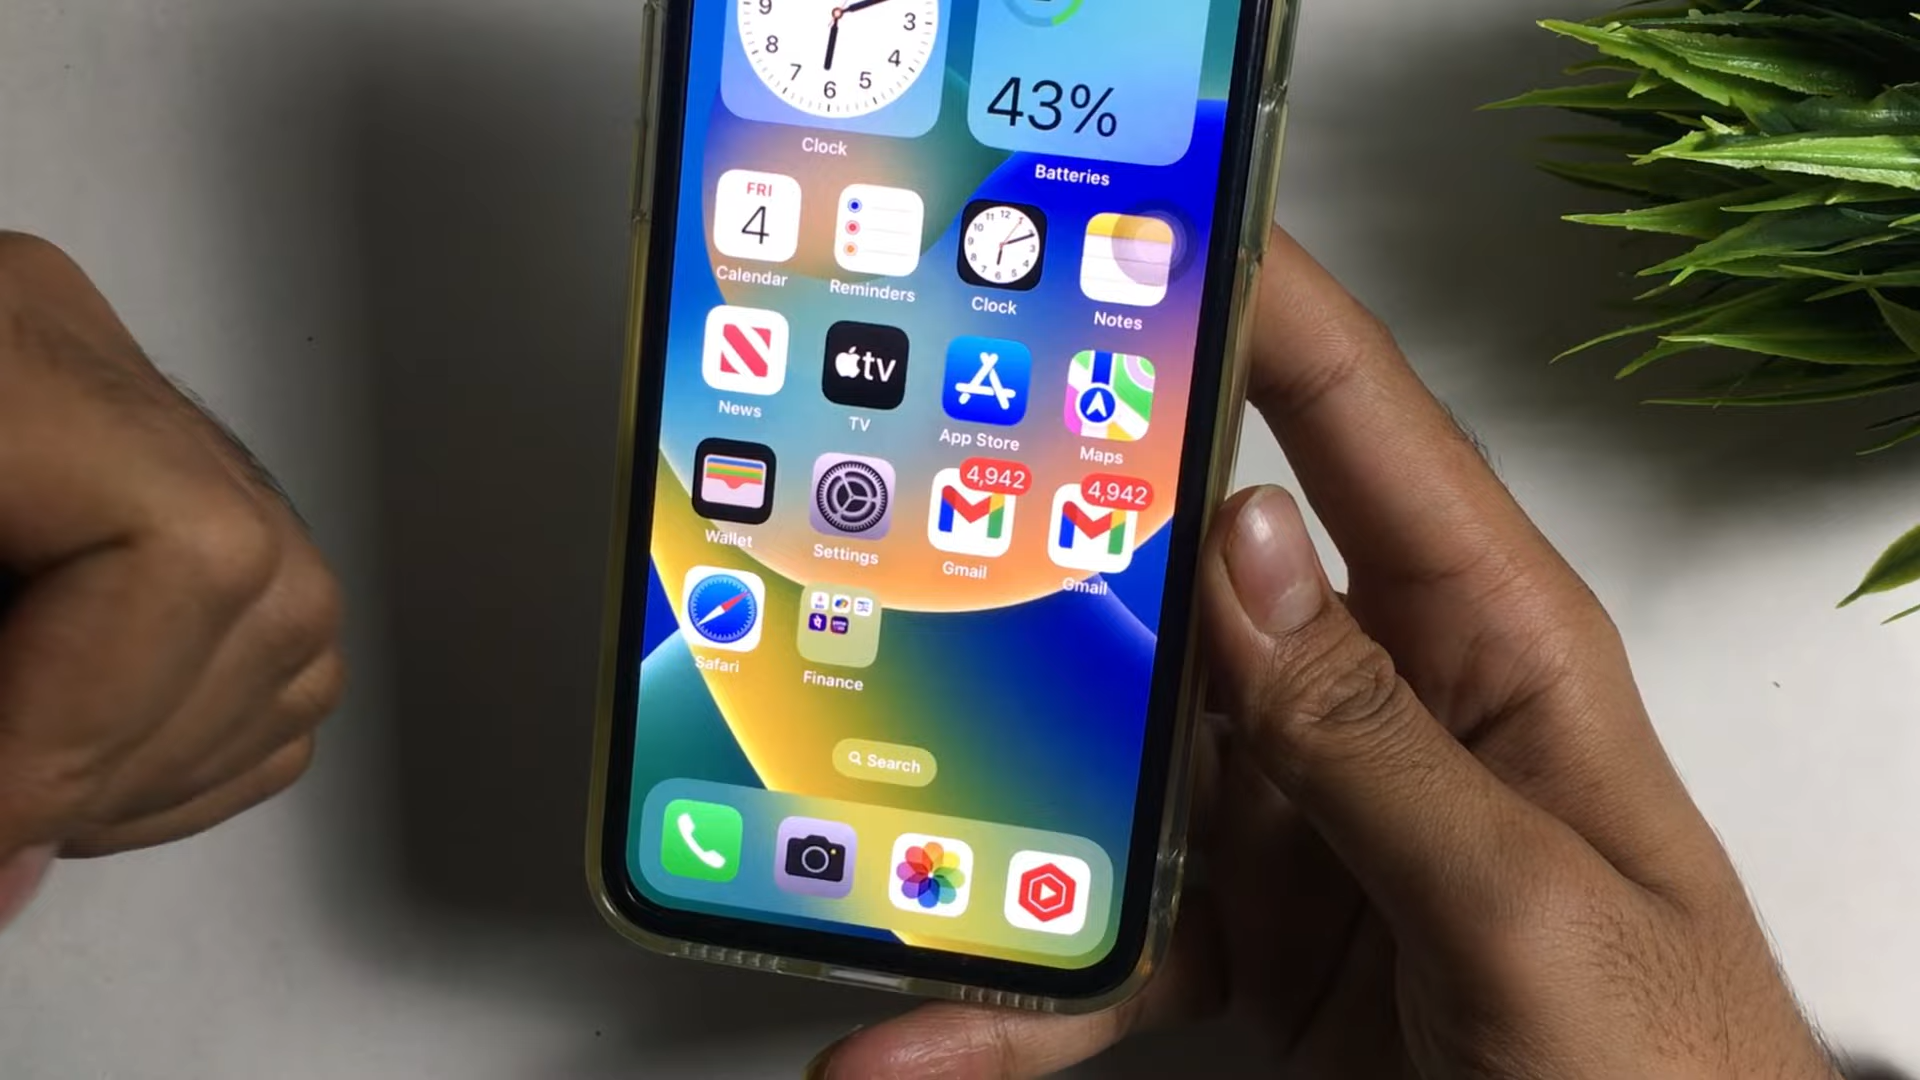 9 3
8 4
7 6 5
43%
Clock
Batteries
FRI
4
Calendar
Reminders
Clock
Notes
tv
News
TV
App Store
Maps
4,942
4,942
Wallet
Settings
Gmail
Gmail
Safari
Finance
Search